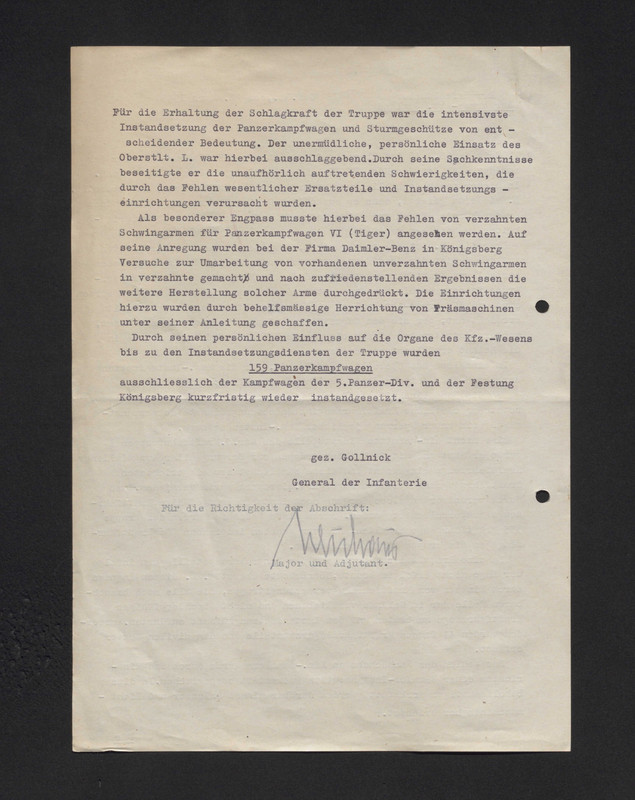 Für die Erhaltung der Schlagkraft der Truppe war die intensivste
Instandsetzung der Panzerkampfwagen und Sturmgeschütze von ent -
scheidender Bedeutung. Der unermüdliche, persönliche Einsatz des
Oberstlt. L. war hierbei ausschlaggebend.Durch seine Sachkenntnisse
beseitigte er die unaufhörlich auftretenden Schwierigkeiten, die
durch das Fehlen wesentlicher Ersatzteile und Instandsetzungs -
einrichtungen verursacht wurden.
Als besonderer Engpass musste hierbei das Fehlen von verzahnten
Schwingarmen für Panzerkampfwagen VI (Tiger) angesehen werden. Auf
seine Anregung wurden bei der Firma Daimler-Benz in Königsberg
Versuche zur Umarbeitung von vorhandenen unverzahnten Schwingarmen
in verzahnte gemacht und nach zufriedenstellenden Ergebnissen die
weitere Herstellung solcher Arme durchgedrückt. Die Einrichtungen
hierzu wurden durch behelfsmässige Herrichtung von Fräsmaschinen
unter seiner Anleitung geschaffen.
Durch seinen persönlichen Einfluss auf die Organe des Kfz.-Wesens
bis zu den Instandsetzungsdiensten der Truppe wurden
159 Panzerkampfwagen
ausschliesslich der Kampfwagen der 5.Panzer-Div. und der Festung
Königsberg kurzfristig wieder instandgesetzt.
gez. Gollnick
General der Infanterie
Für die Richtigkeit der Abschrift:
Major und Adjutant.